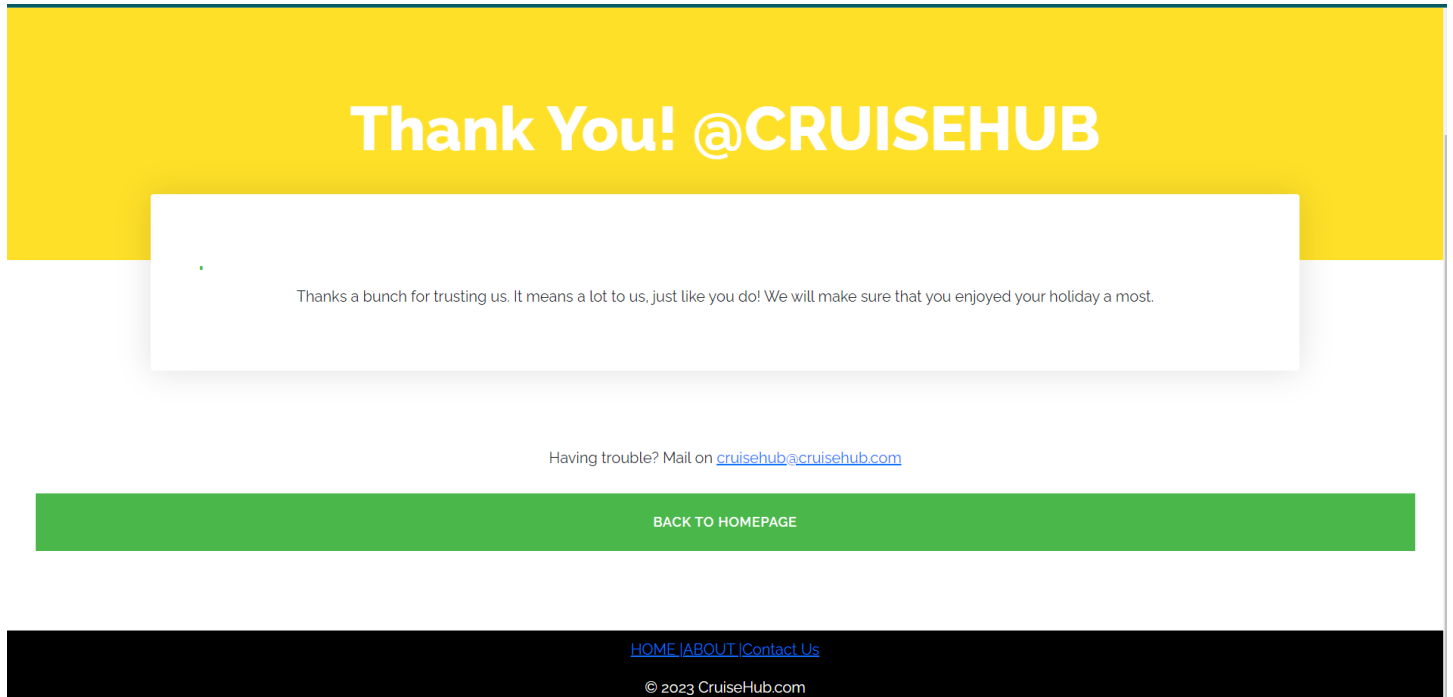 Thank You! @CRUISEHUB
Thanks a bunch for trusting us. It means a lot to us, just like you do! We will make sure that you enjoyed your holiday a most.
Having trouble? Mail on cruisehub@cruisehub.com
BACK TO HOMEPAGE
HOME |ABOUT |Contact Us
© 2023 CruiseHub.com